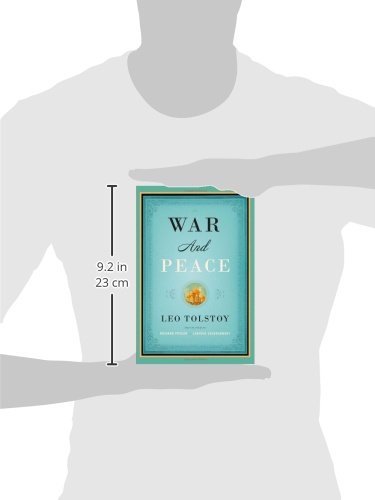 WAR
And
PEACE
9.2 in
23 cm
LEO TOLSTOY